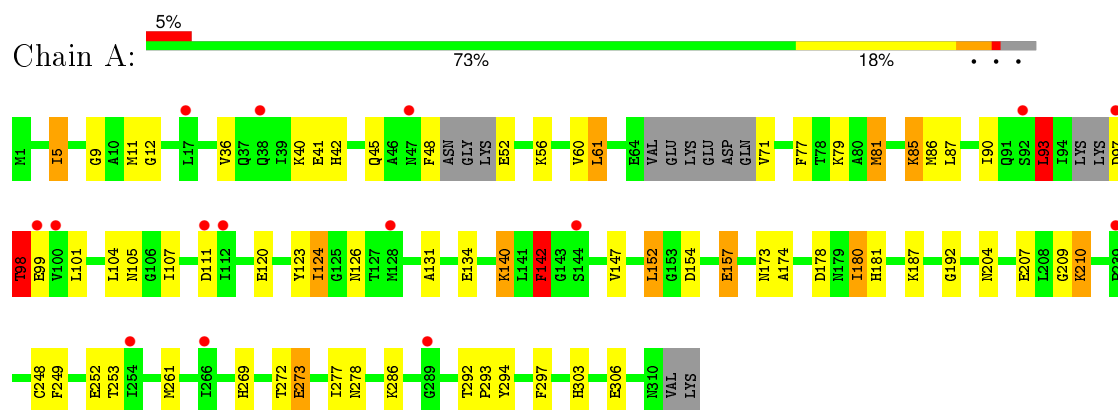 5%
Chain A:
73% 18% • • •
M1 I5 G9 A10 M11 G12 L17 V36 Q37 Q38 I39 K40 E41 H42 Q45 A46 N47 F48 ASN GLY LYS E52 K56 V60 L61 E64 VAL GLU LYS GLU ASP GLN V71 F77 T78 K79 A80 M81 K85 M86 L87 I90 Q91 S92 L93 I94 LYS LYS D97
T98 E99 V100 L101 L104 N105 G106 I107 D111 I112 E120 Y123 I124 G125 N126 T127 M128 A131 E134 K140 L141 F142 G143 S144 V147 L152 G153 D154 E157 N173 A174 D178 N179 I180 H181 K187 G192 N204 E207 L208 G209 K210
C248 F249 E252 T253 I254 M261 I266 H269 T272 E273 I277 N278 K286 G289 T292 P293 Y294 F297 H303 E306 N310 VAL LYS